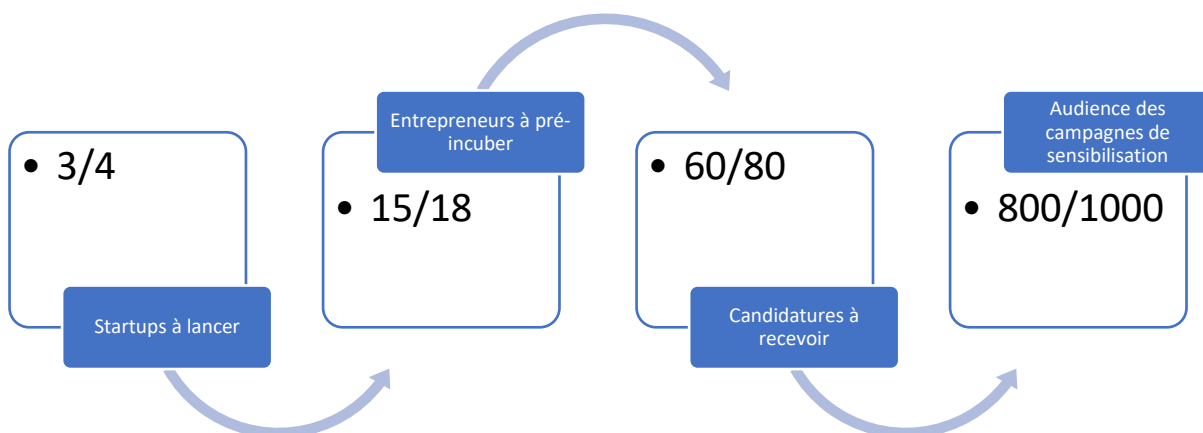 • 3/4
Startups à lancer
Entrepreneurs à pré-
incuber
• 15/18
• 60/80
Candidatures à
recevoir
Audience des
campagnes de
sensibilisation
• 800/1000